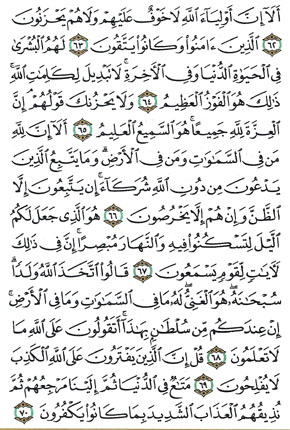 أَلَآ إِنَّ أَوْلِيَآءَ ٱللَّهِ لَا خَوْفٌ عَلَيْهِمْ وَلَا هُمْ يَحْزَنُونَ
٦٢ ٱلَّذِينَ ءَامَنُوا۟ وَكَانُوا۟ يَتَّقُونَ ٦٣ لَهُمُ ٱلْبُشْرَىٰ
فِى ٱلْحَيَوٰةِ ٱلدُّنْيَا وَفِى ٱلْءَاخِرَةِ ۚ لَا تَبْدِيلَ لِكَلِمَٰتِ ٱللَّهِ ۚ
ذَٰلِكَ هُوَ ٱلْفَوْزُ ٱلْعَظِيمُ ٦٤ وَلَا يَحْزُنكَ قَوْلُهُمْ ۘ إِنَّ
ٱلْعِزَّةَ لِلَّهِ جَمِيعًا ۚ هُوَ ٱلسَّمِيعُ ٱلْعَلِيمُ ٦٥ أَلَآ إِنَّ لِلَّهِ
مَن فِى ٱلسَّمَٰوَٰتِ وَمَن فِى ٱلْأَرْضِ ۗ وَمَا يَتَّبِعُ ٱلَّذِينَ
يَدْعُونَ مِن دُونِ ٱللَّهِ شُرَكَآءَ ۚ إِن يَتَّبِعُونَ إِلَّا
ٱلظَّنَّ وَإِنْ هُمْ إِلَّا يَخْرُصُونَ ٦٦ هُوَ ٱلَّذِى جَعَلَ لَكُمُ
ٱلَّيْلَ لِتَسْكُنُوا۟ فِيهِ وَٱلنَّهَارَ مُبْصِرًا ۚ إِنَّ فِى ذَٰلِكَ
لَءَايَٰتٍ لِّقَوْمٍ يَسْمَعُونَ ٦٧ قَالُوا۟ ٱتَّخَذَ ٱللَّهُ وَلَدًا ۗ
سُبْحَٰنَهُۥ ۖ هُوَ ٱلْغَنِىُّ ۖ لَهُۥ مَا فِى ٱلسَّمَٰوَٰتِ وَمَا فِى ٱلْأَرْضِ ۚ
إِنْ عِندَكُم مِّن سُلْطَٰنٍۭ بِهَٰذَآ ۚ أَتَقُولُونَ عَلَى ٱللَّهِ مَا
لَا تَعْلَمُونَ ٦٨ قُلْ إِنَّ ٱلَّذِينَ يَفْتَرُونَ عَلَى ٱللَّهِ ٱلْكَذِبَ
لَا يُفْلِحُونَ ٦٩ مَتَٰعٌ فِى ٱلدُّنْيَا ثُمَّ إِلَيْنَا مَرْجِعُهُمْ ثُمَّ
نُذِيقُهُمُ ٱلْعَذَابَ ٱلشَّدِيدَ بِمَا كَانُوا۟ يَكْفُرُونَ ٧٠